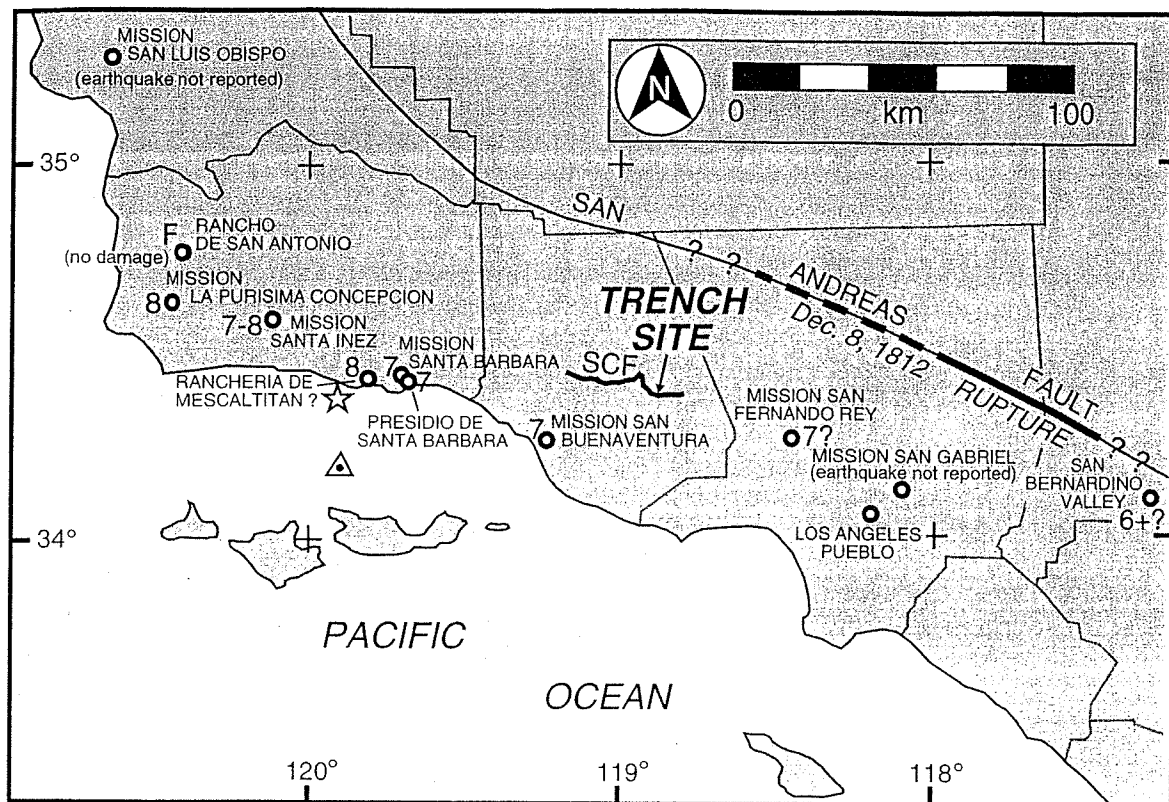 MISSION
SAN LUIS OBISPO
(earthquake not reported)
N
0 km 100
35°
SAN
? ?
ANDREAS
FAULT
Dec. 8, 1812
RUPTURE
? ?
F RANCHO
DE SAN ANTONIO
(no damage)
MISSION
8 LA PURISIMA CONCEPCION
7-8 MISSION
SANTA INEZ
TRENCH
SITE
SCF
MISSION
SANTA BARBARA
8 7 7
RANCHERIA DE
MESCALTITAN ?
PRESIDIO DE
SANTA BARBARA
7 MISSION SAN
BUENAVENTURA
MISSION SAN
FERNANDO REY
7?
MISSION SAN GABRIEL
(earthquake not reported)
LOS ANGELES
PUEBLO
SAN
BERNARDINO
VALLEY
6+?
34°
PACIFIC
OCEAN
120° 119° 118°